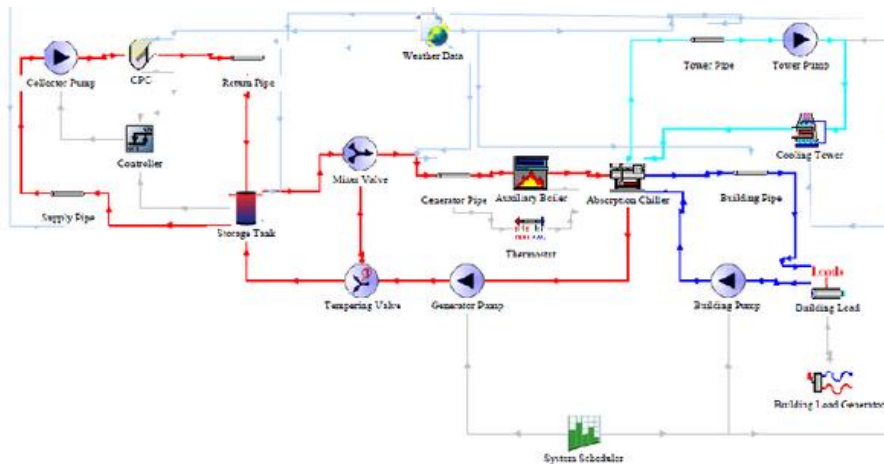 Weather Data
Tower Pipe
Tower Pump
Collector Pump
CPC
Return Pipe
Controller
Cooling Tower
Mixer Valve
Generator Pipe
Auxiliary Boiler
Absorption Chiller
Building Pipe
Supply Pipe
Storage Tank
Thermostat
Loads
Tempering Valve
Generator Pump
Building Pump
Building Load
Building Load Generator
System Scheduler